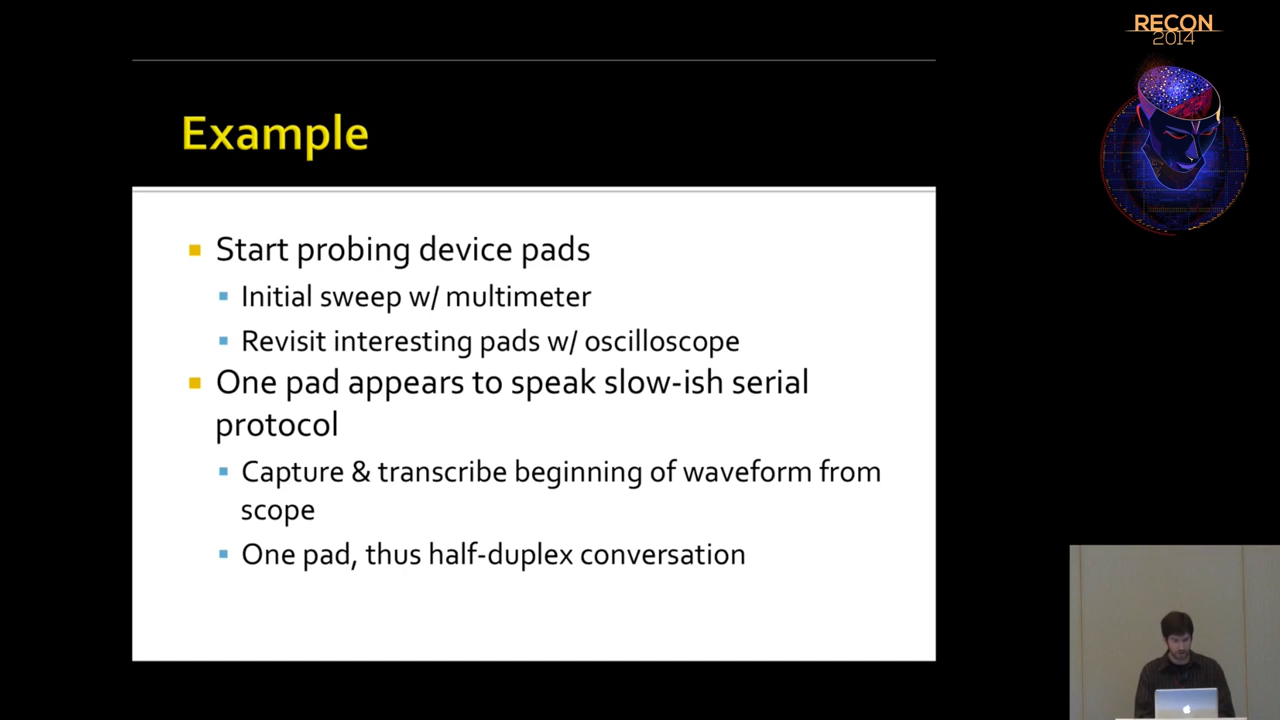 RECON
2014
Example
Start probing device pads
Initial sweep w/ multimeter
Revisit interesting pads w/ oscilloscope
One pad appears to speak slow-ish serial
protocol
Capture & transcribe beginning of waveform from
scope
One pad, thus half-duplex conversation